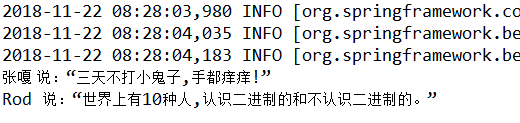 2018-11-22 08:28:03,980 INFO [org.springframework.co
2018-11-22 08:28:04,035 INFO [org.springframework.be
2018-11-22 08:28:04,183 INFO [org.springframework.be
张嘎 说：“三天不打小鬼子,手都痒痒!”
Rod 说：“世界上有10种人,认识二进制的和不认识二进制的。”